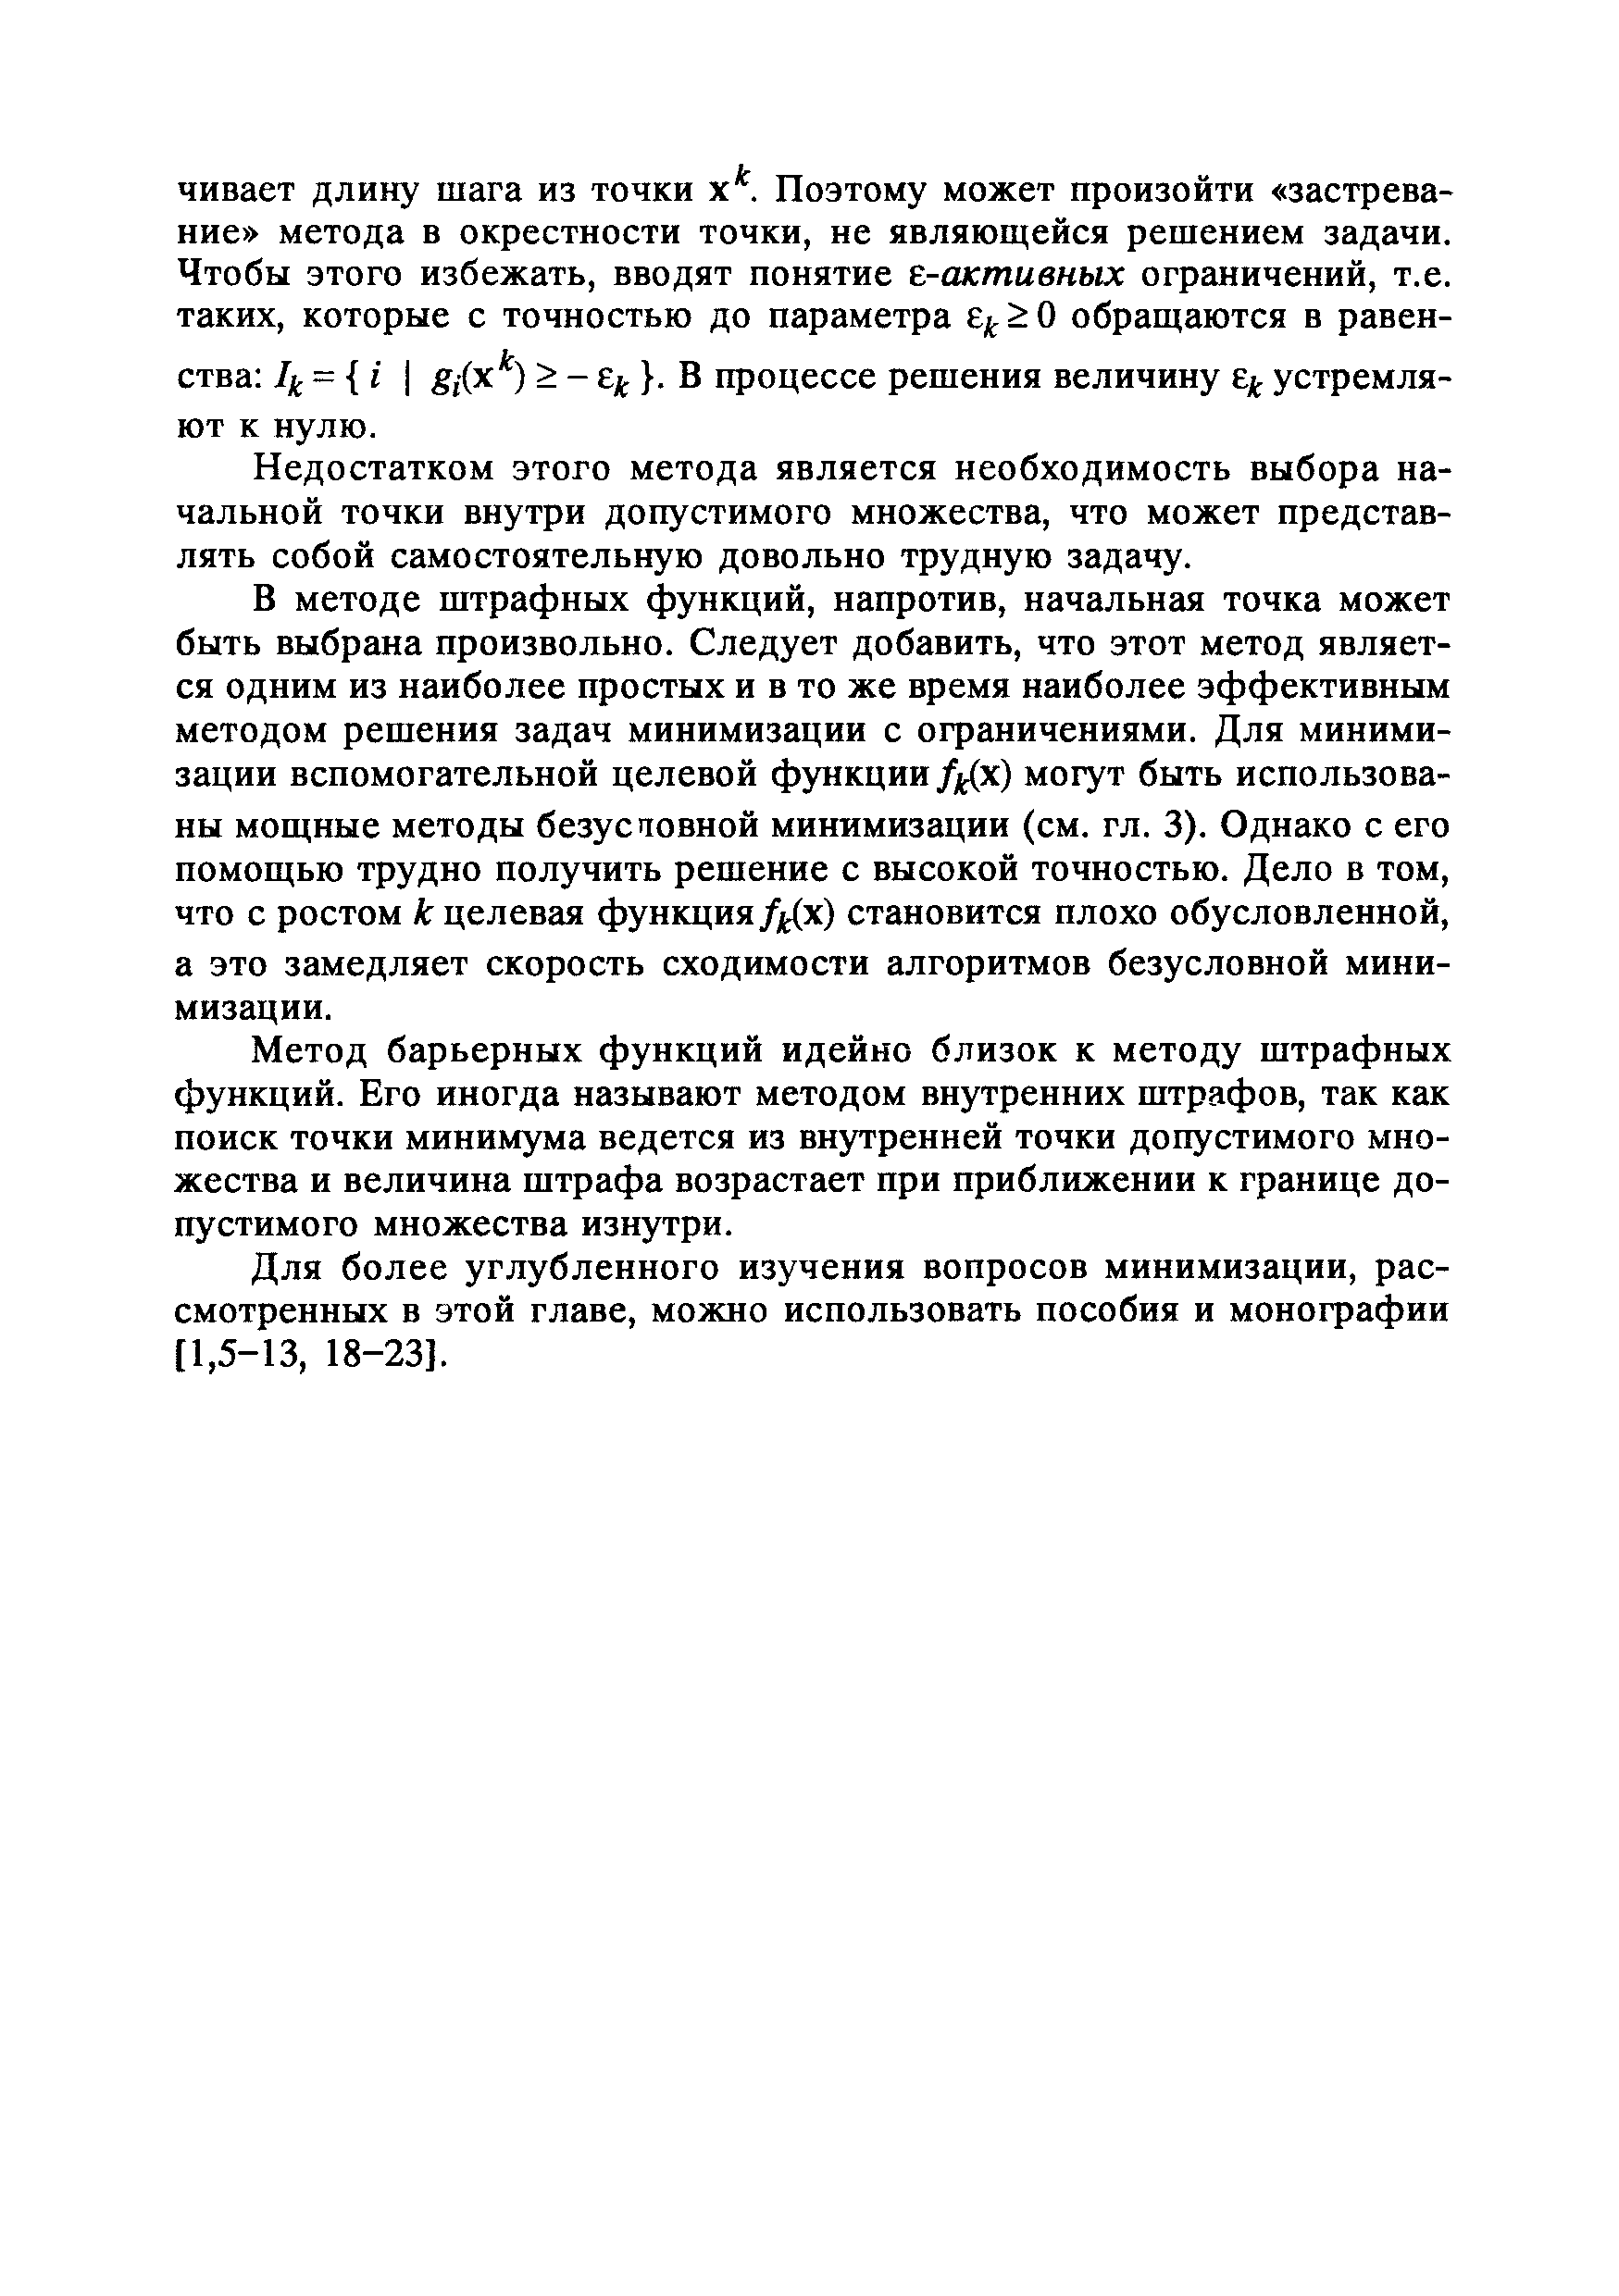 чивает длину шага из точки x^k. Поэтому может произойти «застрева-
ние» метода в окрестности точки, не являющейся решением задачи.
Чтобы этого избежать, вводят понятие ε-активных ограничений, т.е.
таких, которые с точностью до параметра ε_k ≥ 0 обращаются в равен-
ства: I_k = { i | g_i(x^k) ≥ − ε_k }. В процессе решения величину ε_k устремля-
ют к нулю.
Недостатком этого метода является необходимость выбора на-
чальной точки внутри допустимого множества, что может представ-
лять собой самостоятельную довольно трудную задачу.
В методе штрафных функций, напротив, начальная точка может
быть выбрана произвольно. Следует добавить, что этот метод являет-
ся одним из наиболее простых и в то же время наиболее эффективным
методом решения задач минимизации с ограничениями. Для миними-
зации вспомогательной целевой функции f_k(x) могут быть использова-
ны мощные методы безусловной минимизации (см. гл. 3). Однако с его
помощью трудно получить решение с высокой точностью. Дело в том,
что с ростом k целевая функция f_k(x) становится плохо обусловленной,
а это замедляет скорость сходимости алгоритмов безусловной мини-
мизации.
Метод барьерных функций идейно близок к методу штрафных
функций. Его иногда называют методом внутренних штрафов, так как
поиск точки минимума ведется из внутренней точки допустимого мно-
жества и величина штрафа возрастает при приближении к границе до-
пустимого множества изнутри.
Для более углубленного изучения вопросов минимизации, рас-
смотренных в этой главе, можно использовать пособия и монографии
[1,5–13, 18–23].